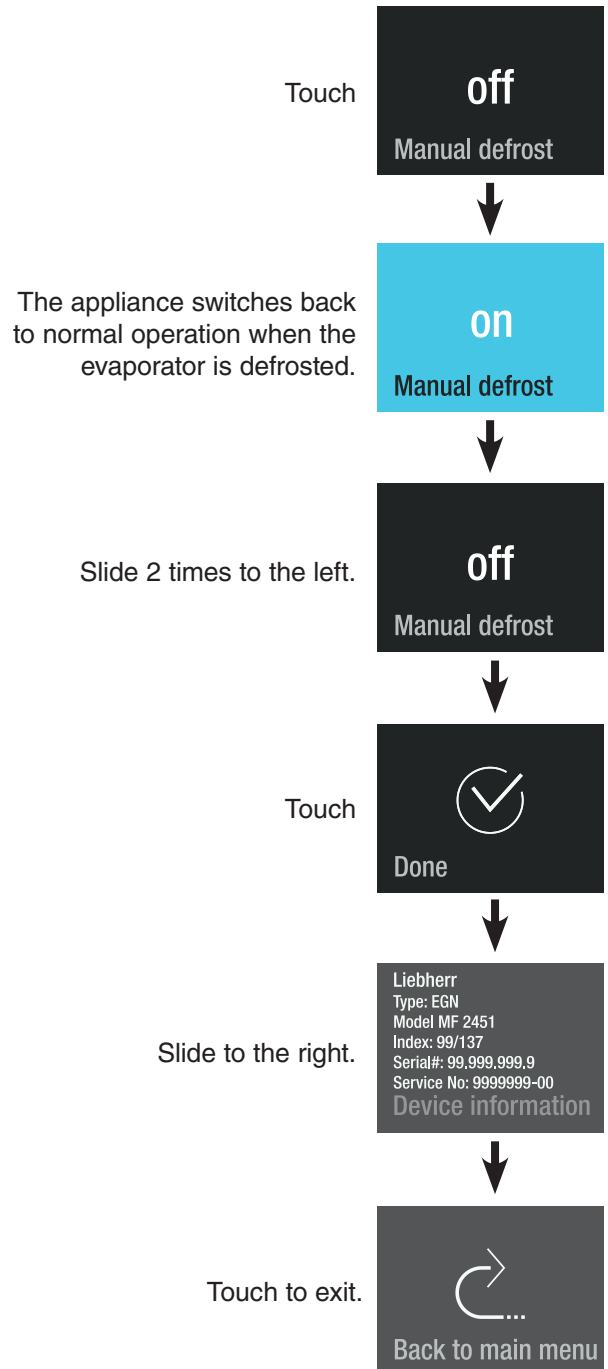 Touch
off
Manual defrost
The appliance switches back
to normal operation when the
evaporator is defrosted.
on
Manual defrost
Slide 2 times to the left.
off
Manual defrost
Touch
Done
Slide to the right.
Liebherr
Type: EGN
Model MF 2451
Index: 99/137
Serial#: 99.999.999.9
Service No: 9999999-00
Device information
Touch to exit.
Back to main menu